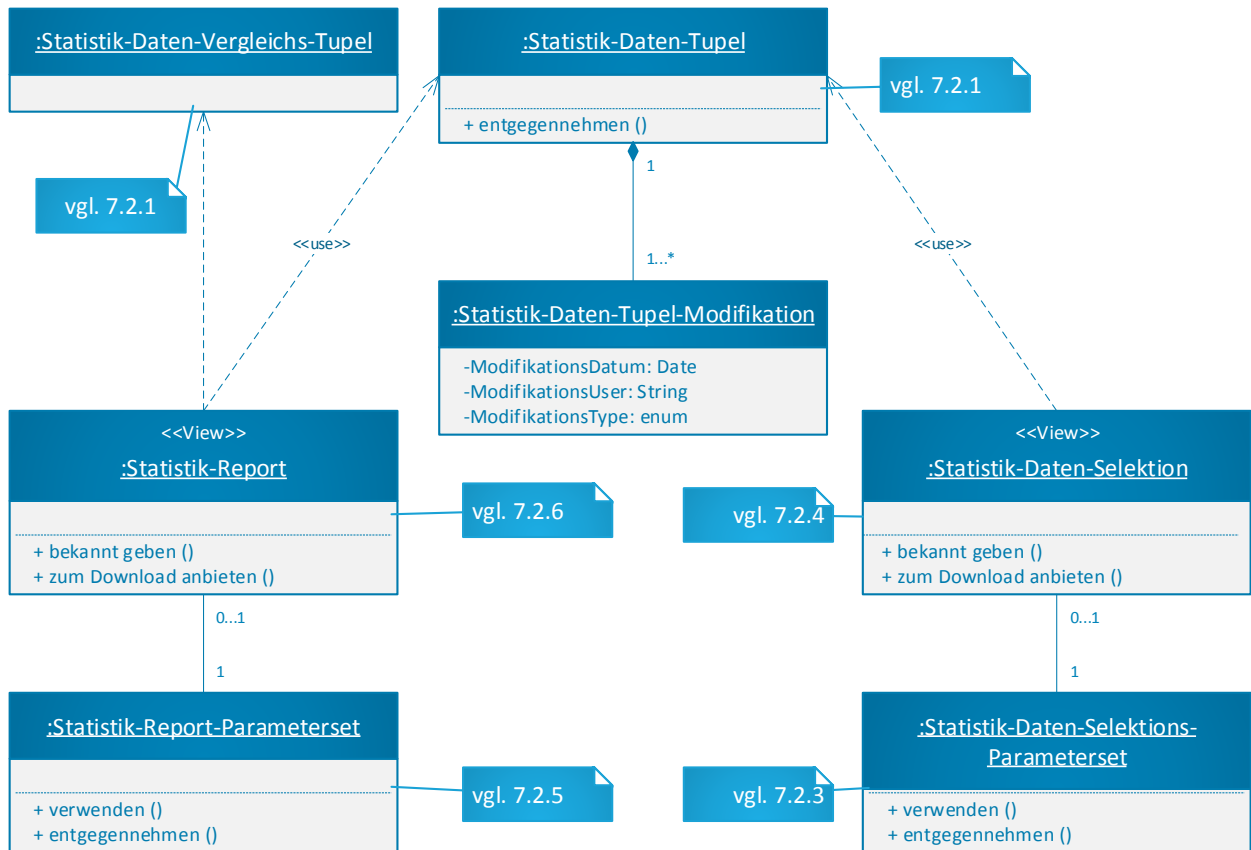 :Statistik-Daten-Vergleichs-Tupel
:Statistik-Daten-Tupel
+ entgegennehmen ()
vgl. 7.2.1
vgl. 7.2.1
1
<<use>>
<<use>>
1...*
:Statistik-Daten-Tupel-Modifikation
-ModifikationsDatum: Date
-ModifikationsUser: String
-ModifikationsType: enum
<<View>>
:Statistik-Report
+ bekannt geben ()
+ zum Download anbieten ()
vgl. 7.2.6
vgl. 7.2.4
<<View>>
:Statistik-Daten-Selektion
+ bekannt geben ()
+ zum Download anbieten ()
0...1
1
0...1
1
:Statistik-Report-Parameterset
+ verwenden ()
+ entgegennehmen ()
vgl. 7.2.5
vgl. 7.2.3
:Statistik-Daten-Selektions-
Parameterset
+ verwenden ()
+ entgegennehmen ()